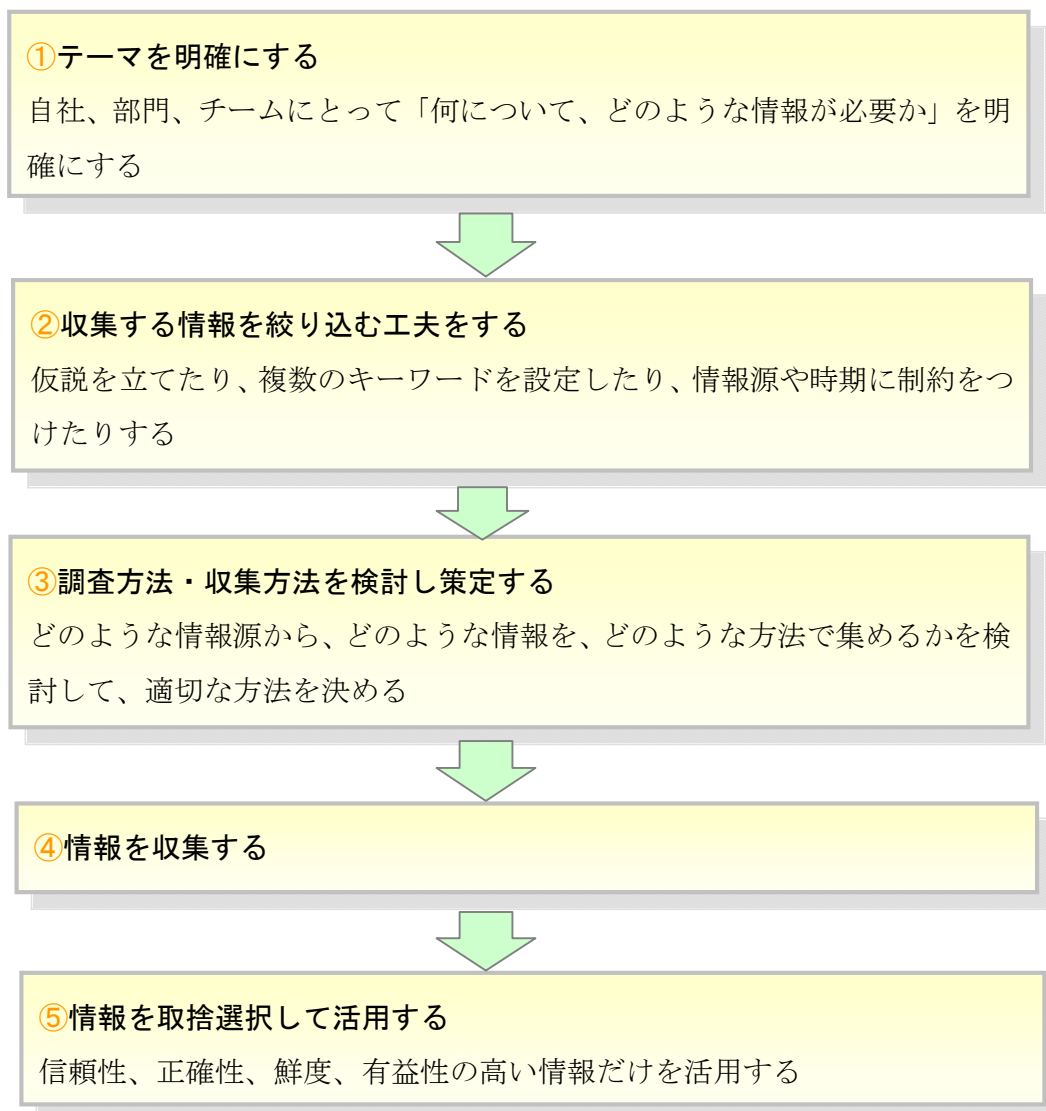 ①テーマを明確にする
自社、部門、チームにとって「何について、どのような情報が必要か」を明
確にする
②収集する情報を絞り込む工夫をする
仮説を立てたり、複数のキーワードを設定したり、情報源や時期に制約をつ
けたりする
③調査方法・収集方法を検討し策定する
どのような情報源から、どのような情報を、どのような方法で集めるかを検
討して、適切な方法を決める
④情報を収集する
⑤情報を取捨選択して活用する
信頼性、正確性、鮮度、有益性の高い情報だけを活用する